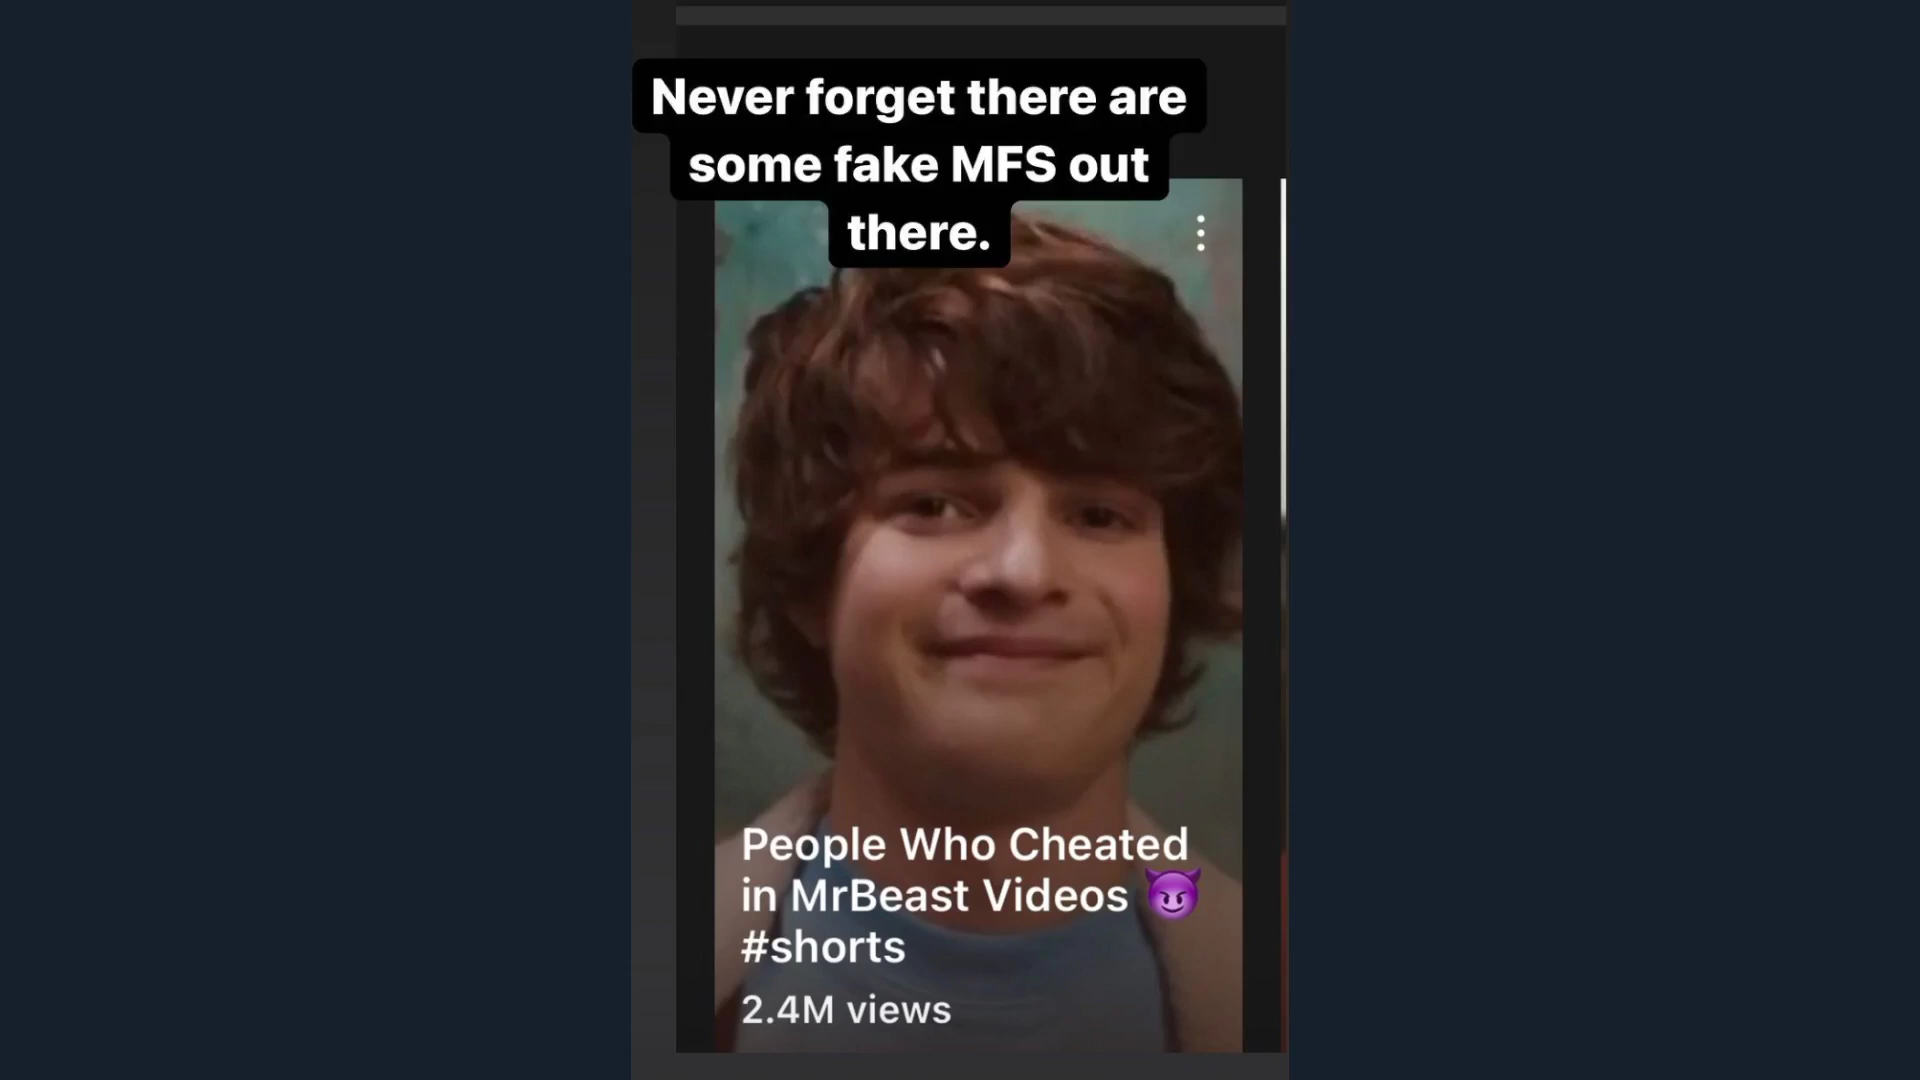 Never forget there are
some fake MFS out
there.
People Who Cheated
in MrBeast Videos 😈
#shorts
2.4M views